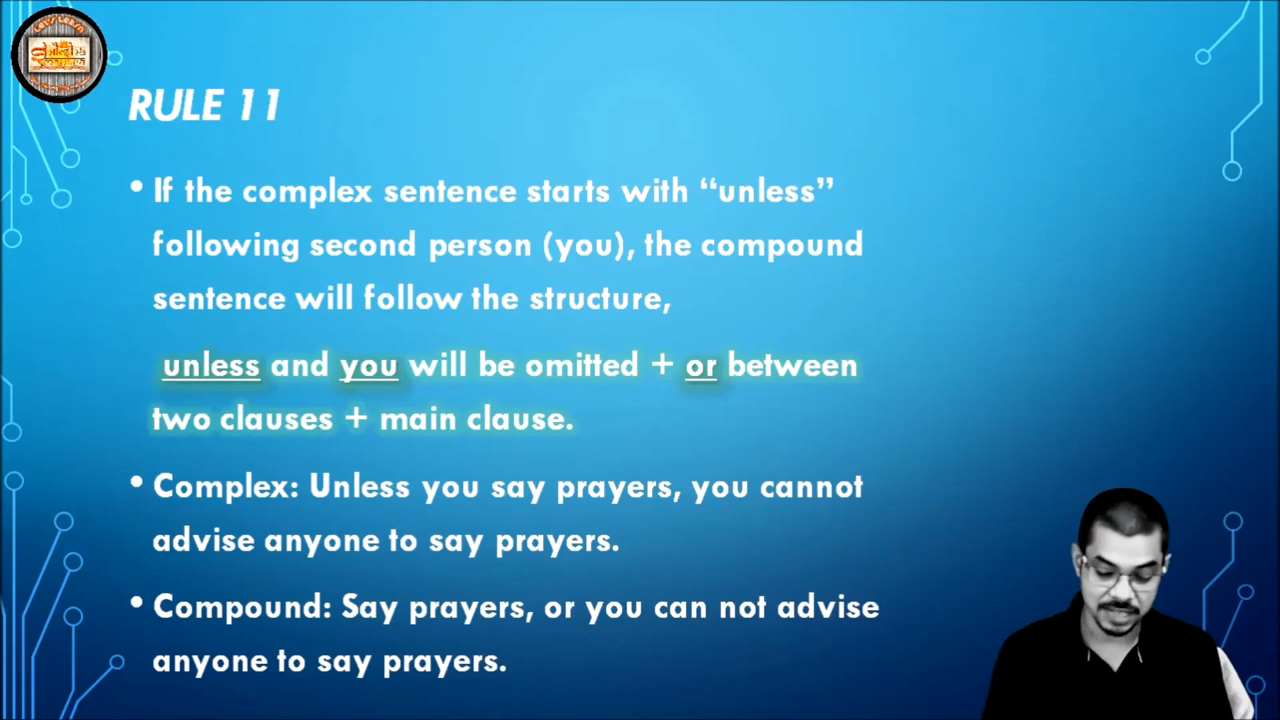 RULE 11
• If the complex sentence starts with “unless”
following second person (you), the compound
sentence will follow the structure,
unless and you will be omitted + or between
two clauses + main clause.
• Complex: Unless you say prayers, you cannot
advise anyone to say prayers.
• Compound: Say prayers, or you can not advise
anyone to say prayers.